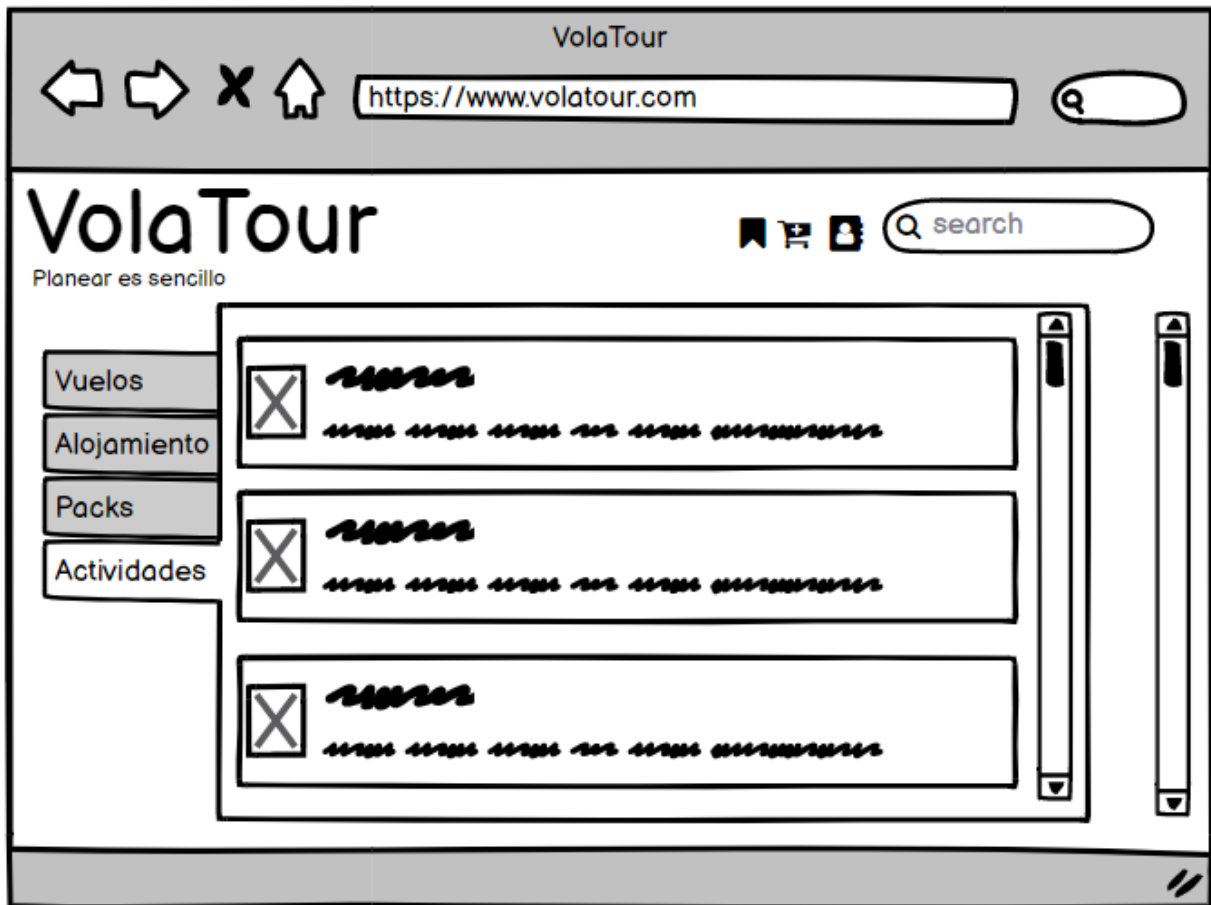 VolaTour
https://www.volatour.com
VolaTour
search
Planear es sencillo
Vuelos
Alojamiento
Packs
Actividades